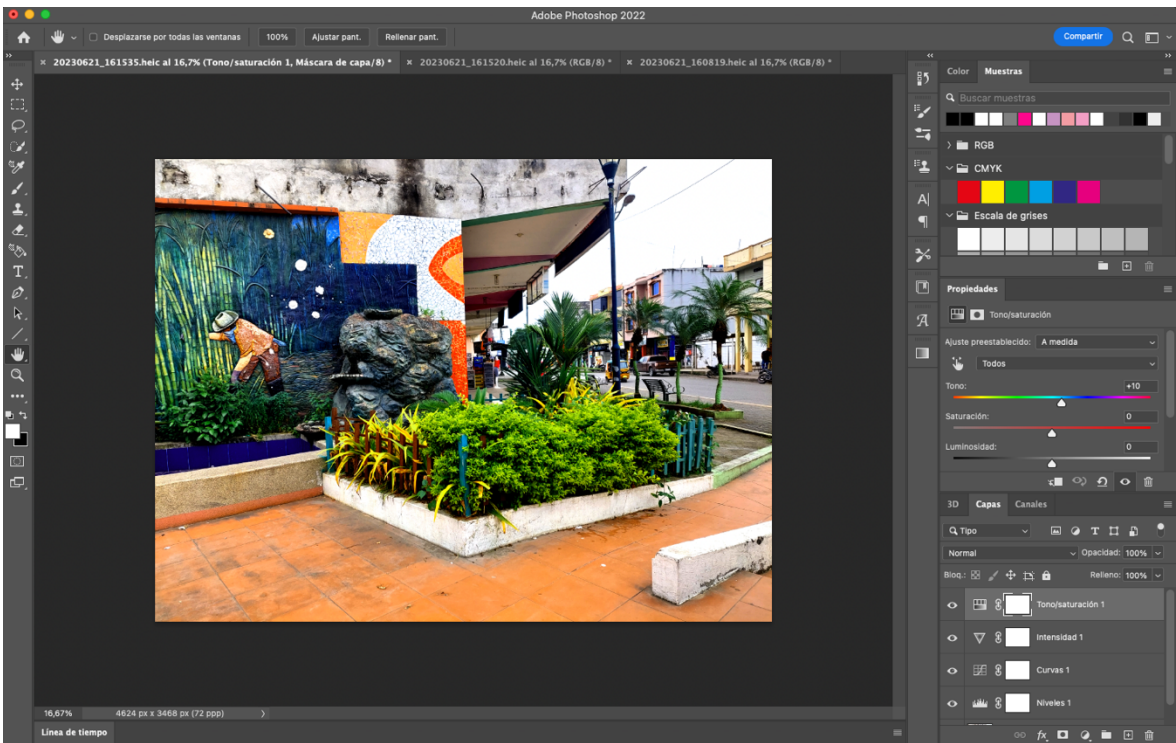 Adobe Photoshop 2022
Desplazarse por todas las ventanas 100% Ajustar pant. Rellenar pant. Compartir
20230621_161535.heic al 16,7% (Tono/saturación 1, Máscara de capa/8) * 20230621_161520.heic al 16,7% (RGB/8) * 20230621_160819.heic al 16,7% (RGB/8) *
Color Muestras
Buscar muestras
RGB
CMYK
Escala de grises
Propiedades
Tono/saturación
Ajuste preestablecido: A medida
Todos
Tono: +10
Saturación: 0
Luminosidad: 0
3D Capas Canales
Tipo
Normal Opacidad: 100%
Bloq.: Relleno: 100%
Tono/saturación 1
Intensidad 1
Curvas 1
Niveles 1
16,67% 4624 px x 3468 px (72 ppp)
Línea de tiempo